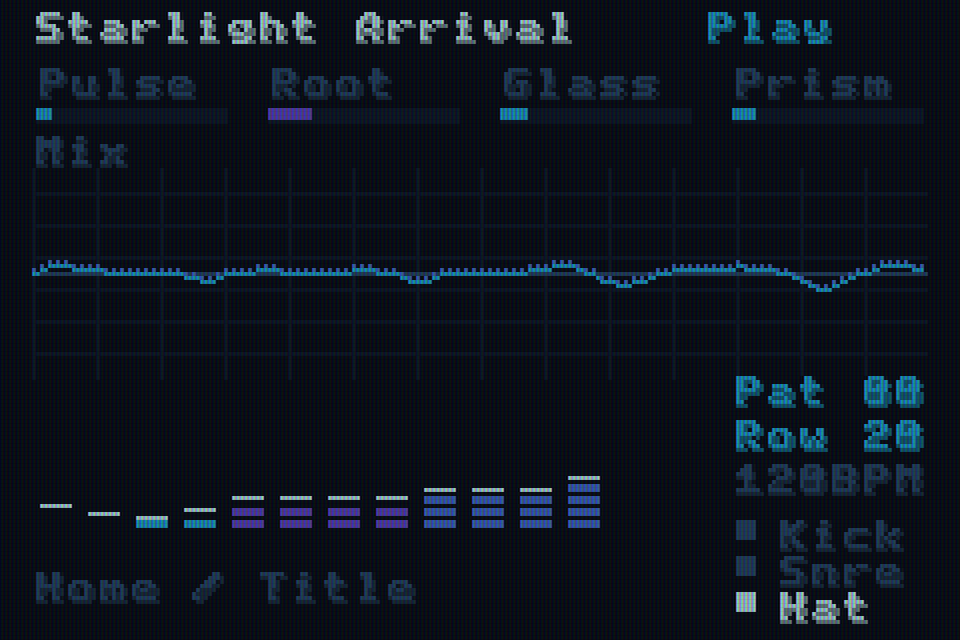 Starlight Arrival Play
Pulse Root Glass Prism
Mix
Pat 00
Row 20
120BPM
Kick
Snre
Hat
Home / Title